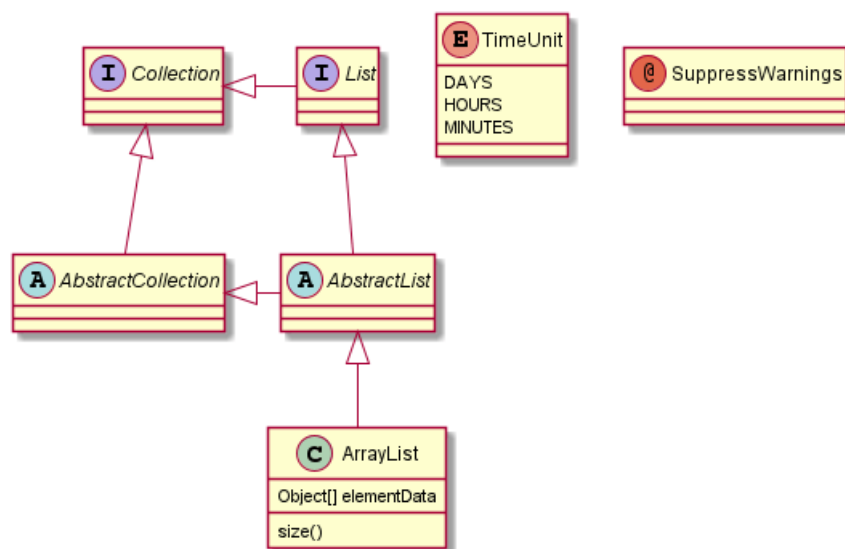 I Collection
I List
E TimeUnit
DAYS
HOURS
MINUTES
@ SuppressWarnings
A AbstractCollection
A AbstractList
C ArrayList
Object[] elementData
size()